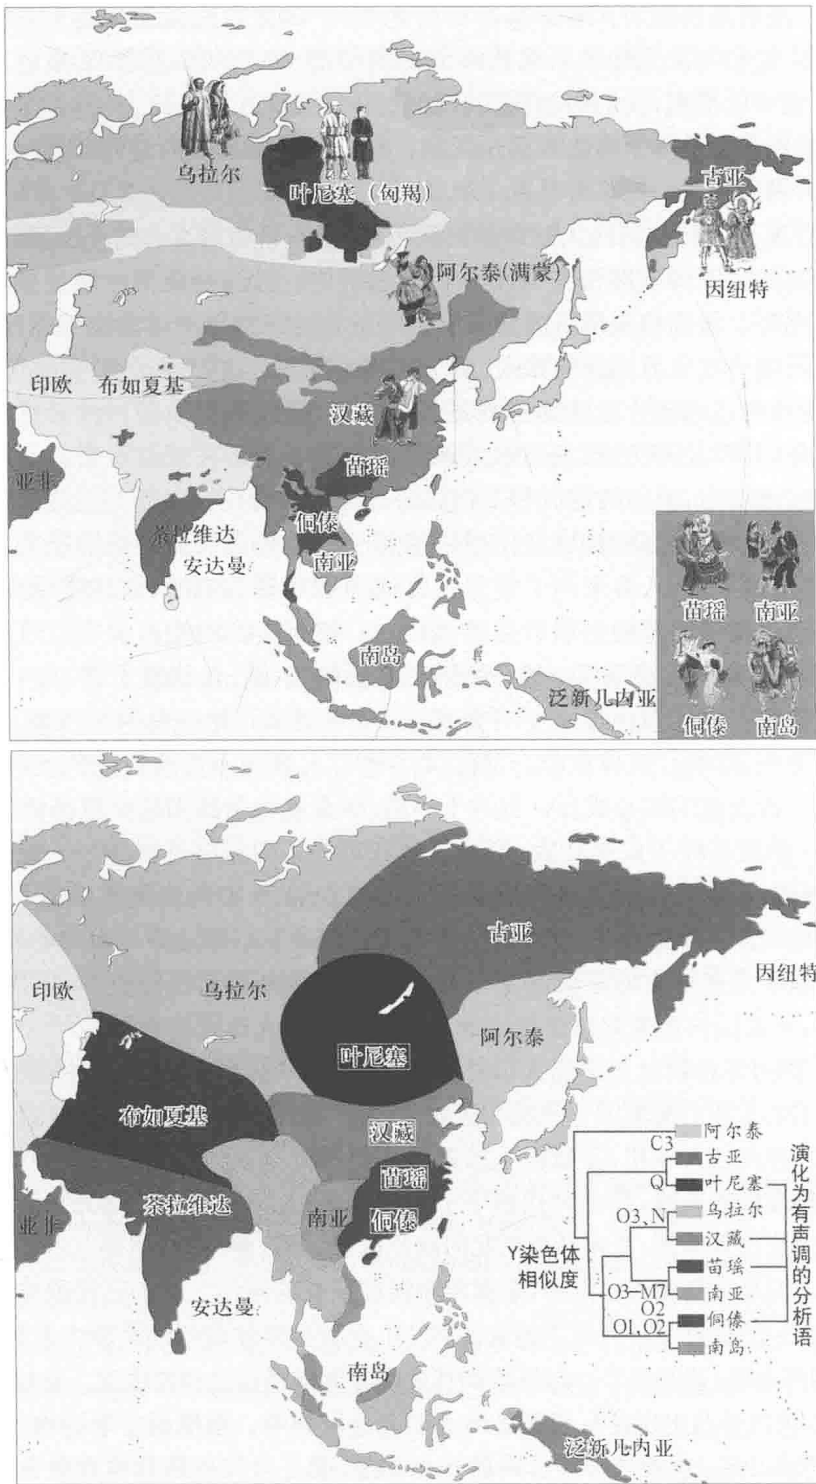 乌拉尔
叶尼塞（匈羯）
古亚
阿尔泰(满蒙)
因纽特
印欧
布如夏基
汉藏
亚非
苗瑶
荼拉维达
侗傣
安达曼
南亚
苗瑶
南亚
南岛
泛新几内亚
侗傣
南岛
古亚
印欧
乌拉尔
因纽特
阿尔泰
叶尼塞
布如夏基
汉藏
苗瑶
荼拉维达
亚非
南亚
侗傣
安达曼
南岛
泛新几内亚
Y染色体
相似度
C3
Q
O3, N
O3-M7
O2
O1, O2
阿尔泰
古亚
叶尼塞
乌拉尔
汉藏
苗瑶
南亚
侗傣
南岛
演化为有声调的分析语